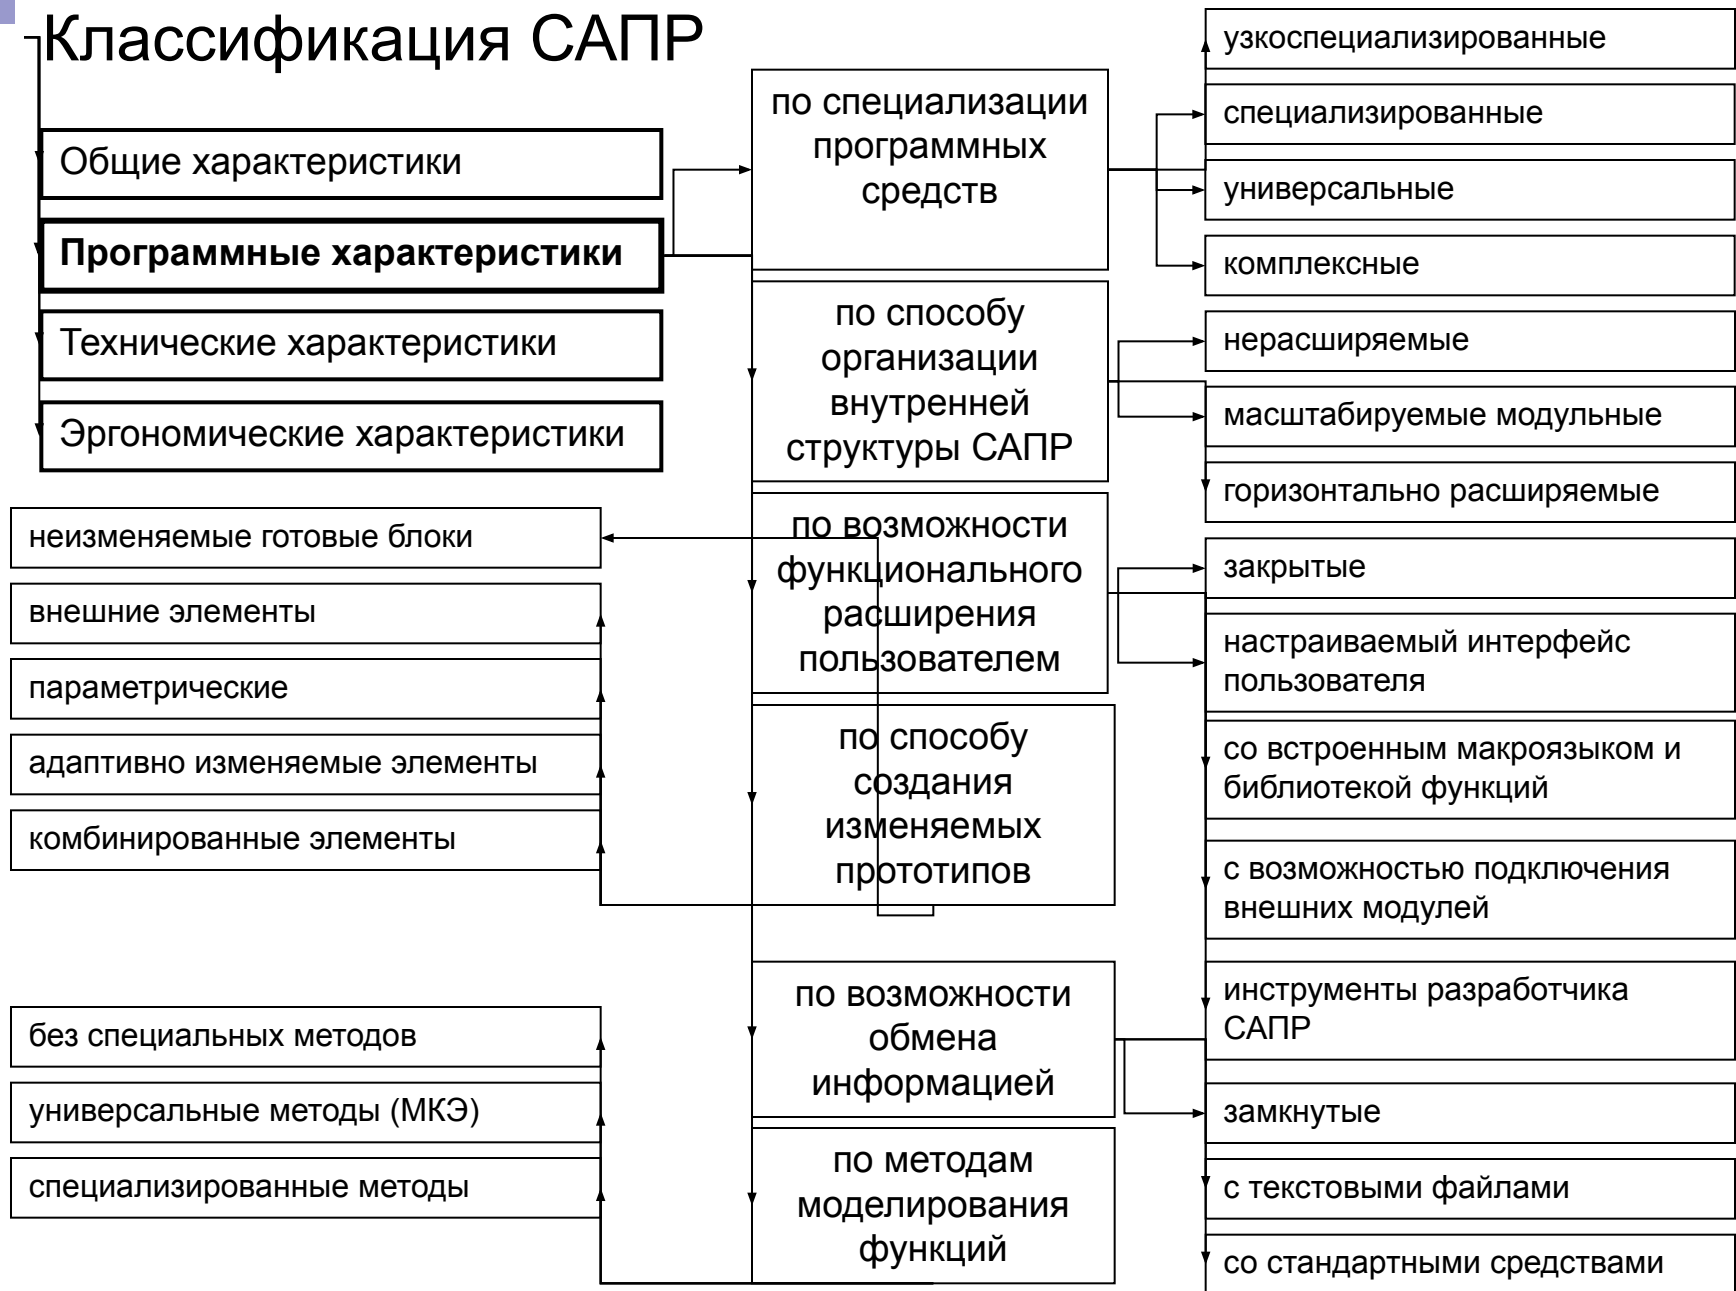 Классификация САПР
Общие характеристики
Программные характеристики
Технические характеристики
Эргономические характеристики
по специализации
программных
средств
узкоспециализированные
специализированные
универсальные
комплексные
по способу
организации
внутренней
структуры САПР
нерасширяемые
масштабируемые модульные
горизонтально расширяемые
по возможности
функционального
расширения
пользователем
закрытые
настраиваемый интерфейс
пользователя
со встроенным макроязыком и
библиотекой функций
с возможностью подключения
внешних модулей
инструменты разработчика
САПР
по способу
создания
изменяемых
прототипов
неизменяемые готовые блоки
внешние элементы
параметрические
адаптивно изменяемые элементы
комбинированные элементы
по возможности
обмена
информацией
замкнутые
с текстовыми файлами
со стандартными средствами
по методам
моделирования
функций
без специальных методов
универсальные методы (МКЭ)
специализированные методы